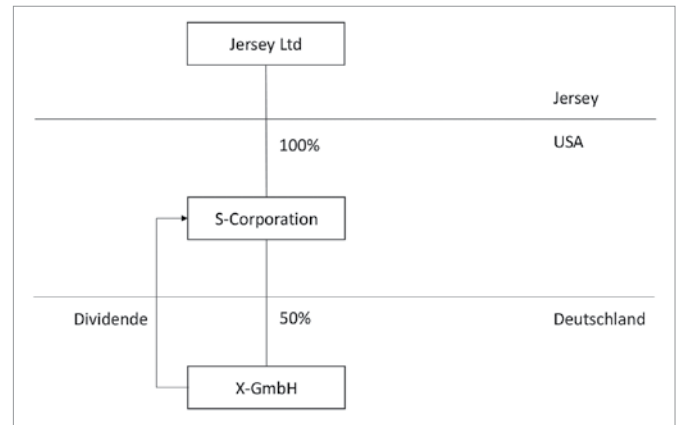 Jersey Ltd
Jersey
100%
USA
S-Corporation
Dividende
50%
Deutschland
X-GmbH